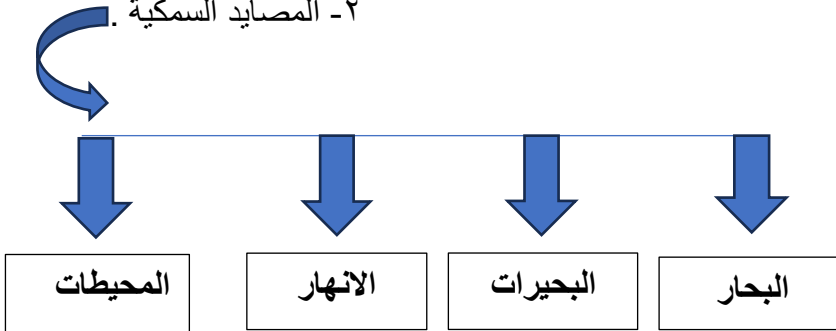 ٢- المصايد السمكية .
البحار
البحيرات
الانهار
المحيطات